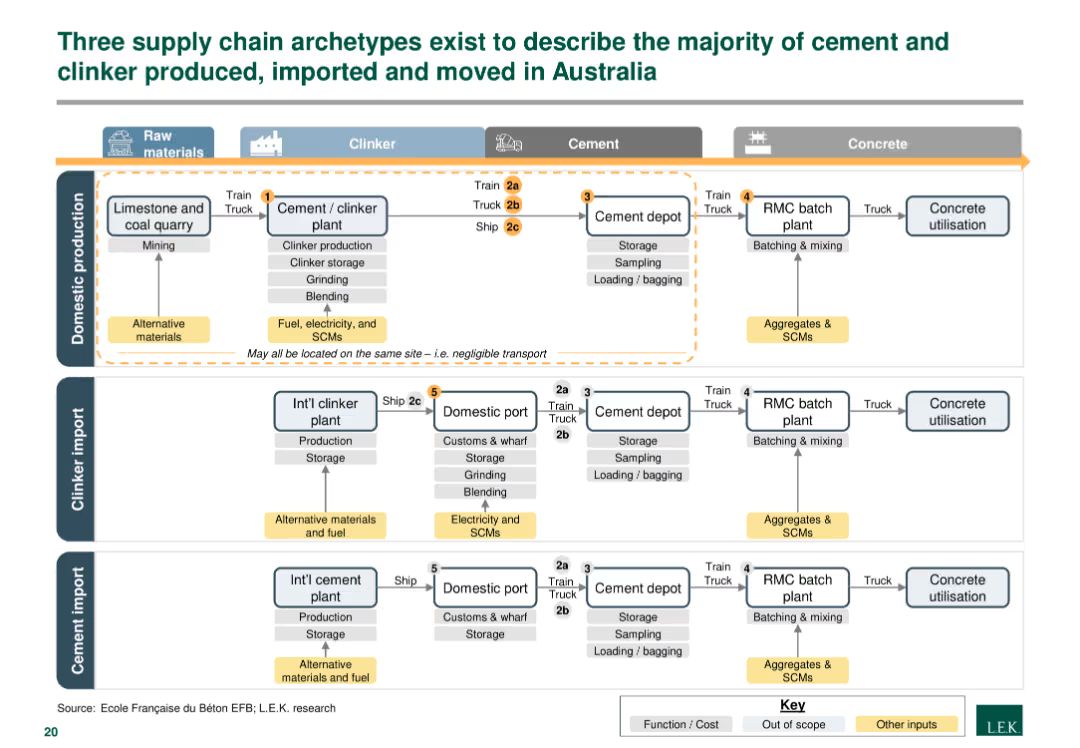 Three supply chain archetypes exist to describe the majority of cement and
clinker produced, imported and moved in Australia
Raw
materials
Clinker
Cement
Concrete
Domestic production
Limestone and
coal quarry
Mining
Alternative
materials
Train
Truck
1
Cement / clinker
plant
Clinker production
Clinker storage
Grinding
Blending
Fuel, electricity, and
SCMs
Train 2a
Truck 2b
Ship 2c
3
Cement depot
Storage
Sampling
Loading / bagging
May all be located on the same site – i.e. negligible transport
Train
Truck
4
RMC batch
plant
Batching & mixing
Aggregates &
SCMs
Truck
Concrete
utilisation
Clinker import
Int'l clinker
plant
Production
Storage
Alternative materials
and fuel
Ship 2c
5
Domestic port
Customs & wharf
Storage
Grinding
Blending
Electricity and
SCMs
2a
Train
Truck
2b
3
Cement depot
Storage
Sampling
Loading / bagging
Train
Truck
4
RMC batch
plant
Batching & mixing
Aggregates &
SCMs
Truck
Concrete
utilisation
Cement import
Int'l cement
plant
Production
Storage
Alternative
materials and fuel
Ship
5
Domestic port
Customs & wharf
Storage
2a
Train
Truck
2b
3
Cement depot
Storage
Sampling
Loading / bagging
Train
Truck
4
RMC batch
plant
Batching & mixing
Aggregates &
SCMs
Truck
Concrete
utilisation
Source: Ecole Française du Béton EFB; L.E.K. research
20
Key
Function / Cost
Out of scope
Other inputs
L.E.K.